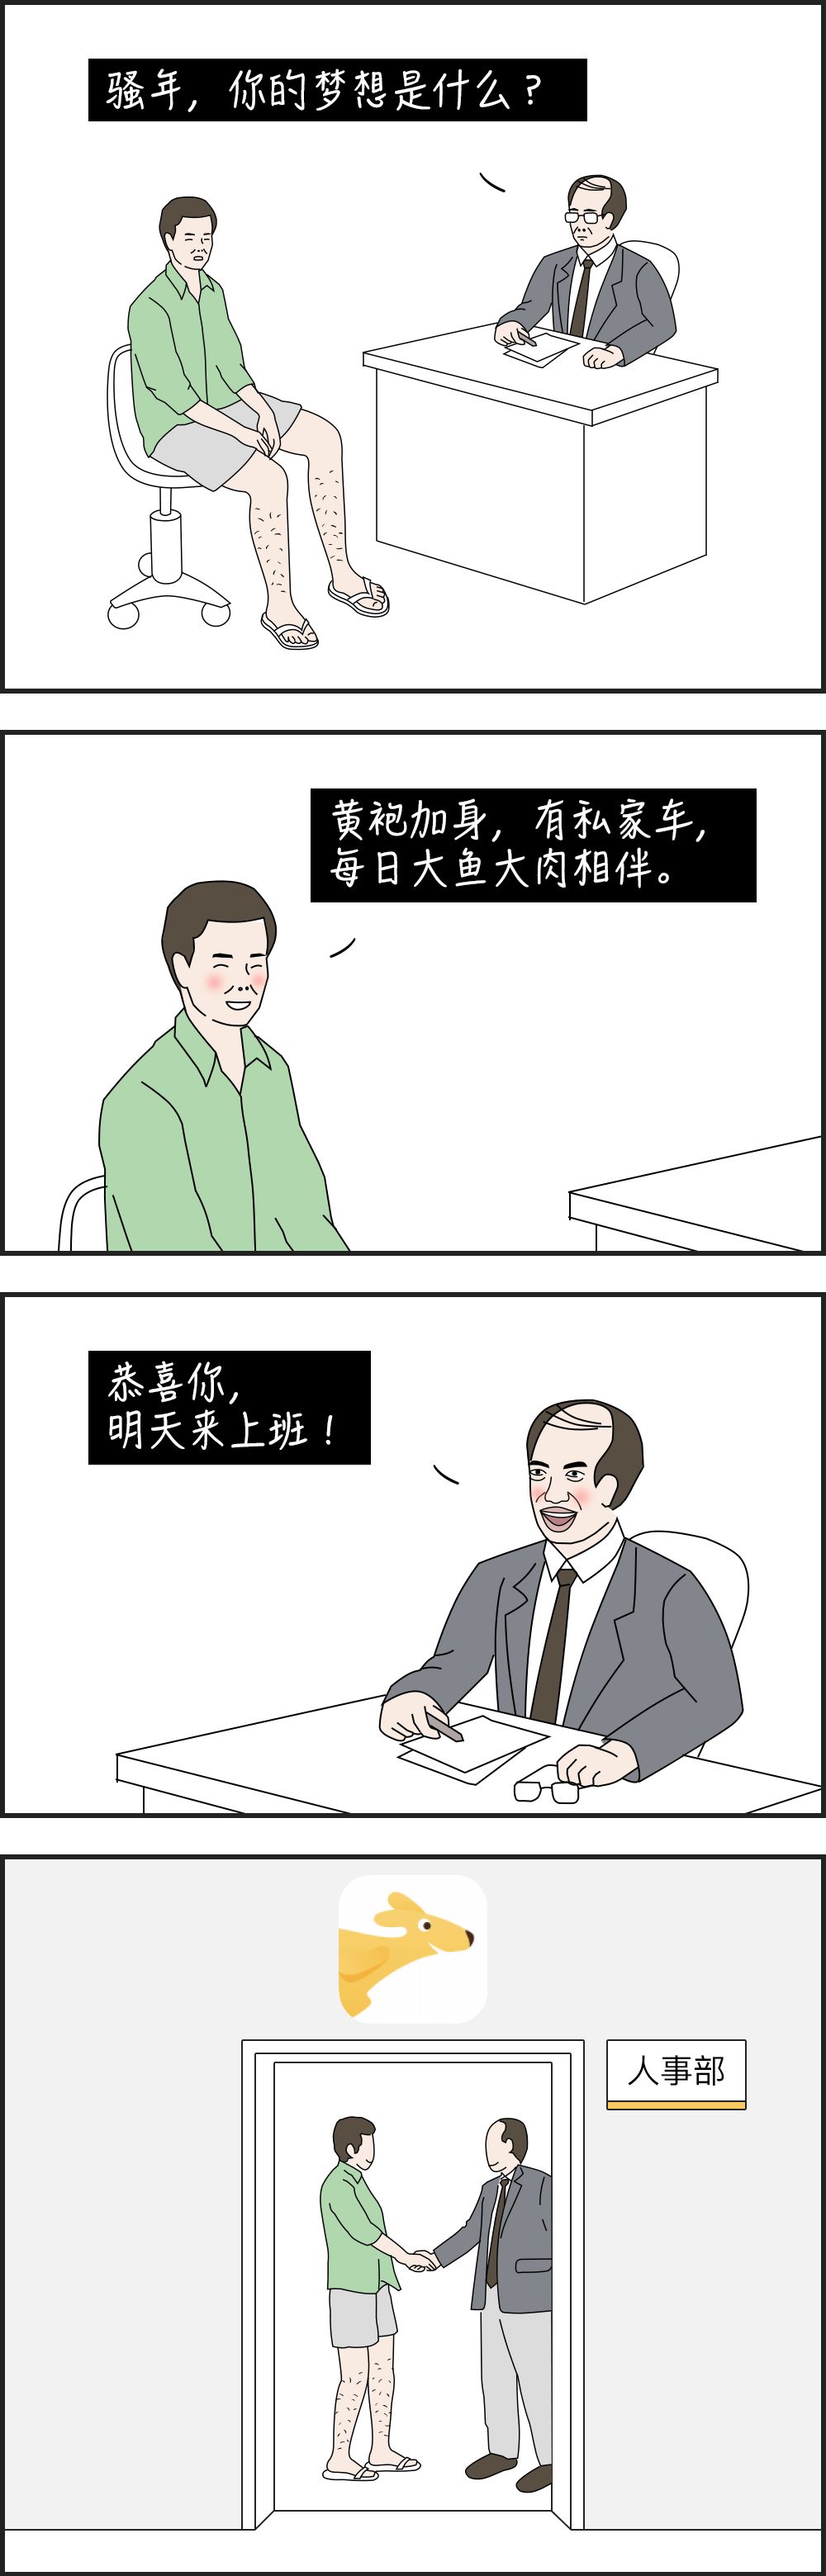 骚年，你的梦想是什么？
黄袍加身，有私家车，
每日大鱼大肉相伴。
恭喜你，
明天来上班！
人事部